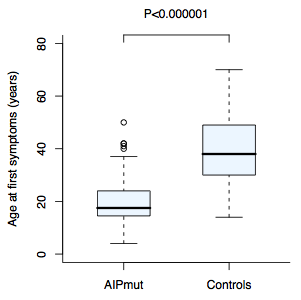 P<0.000001
Age at first symptoms (years)
80
60
40
20
0
AIPmut
Controls